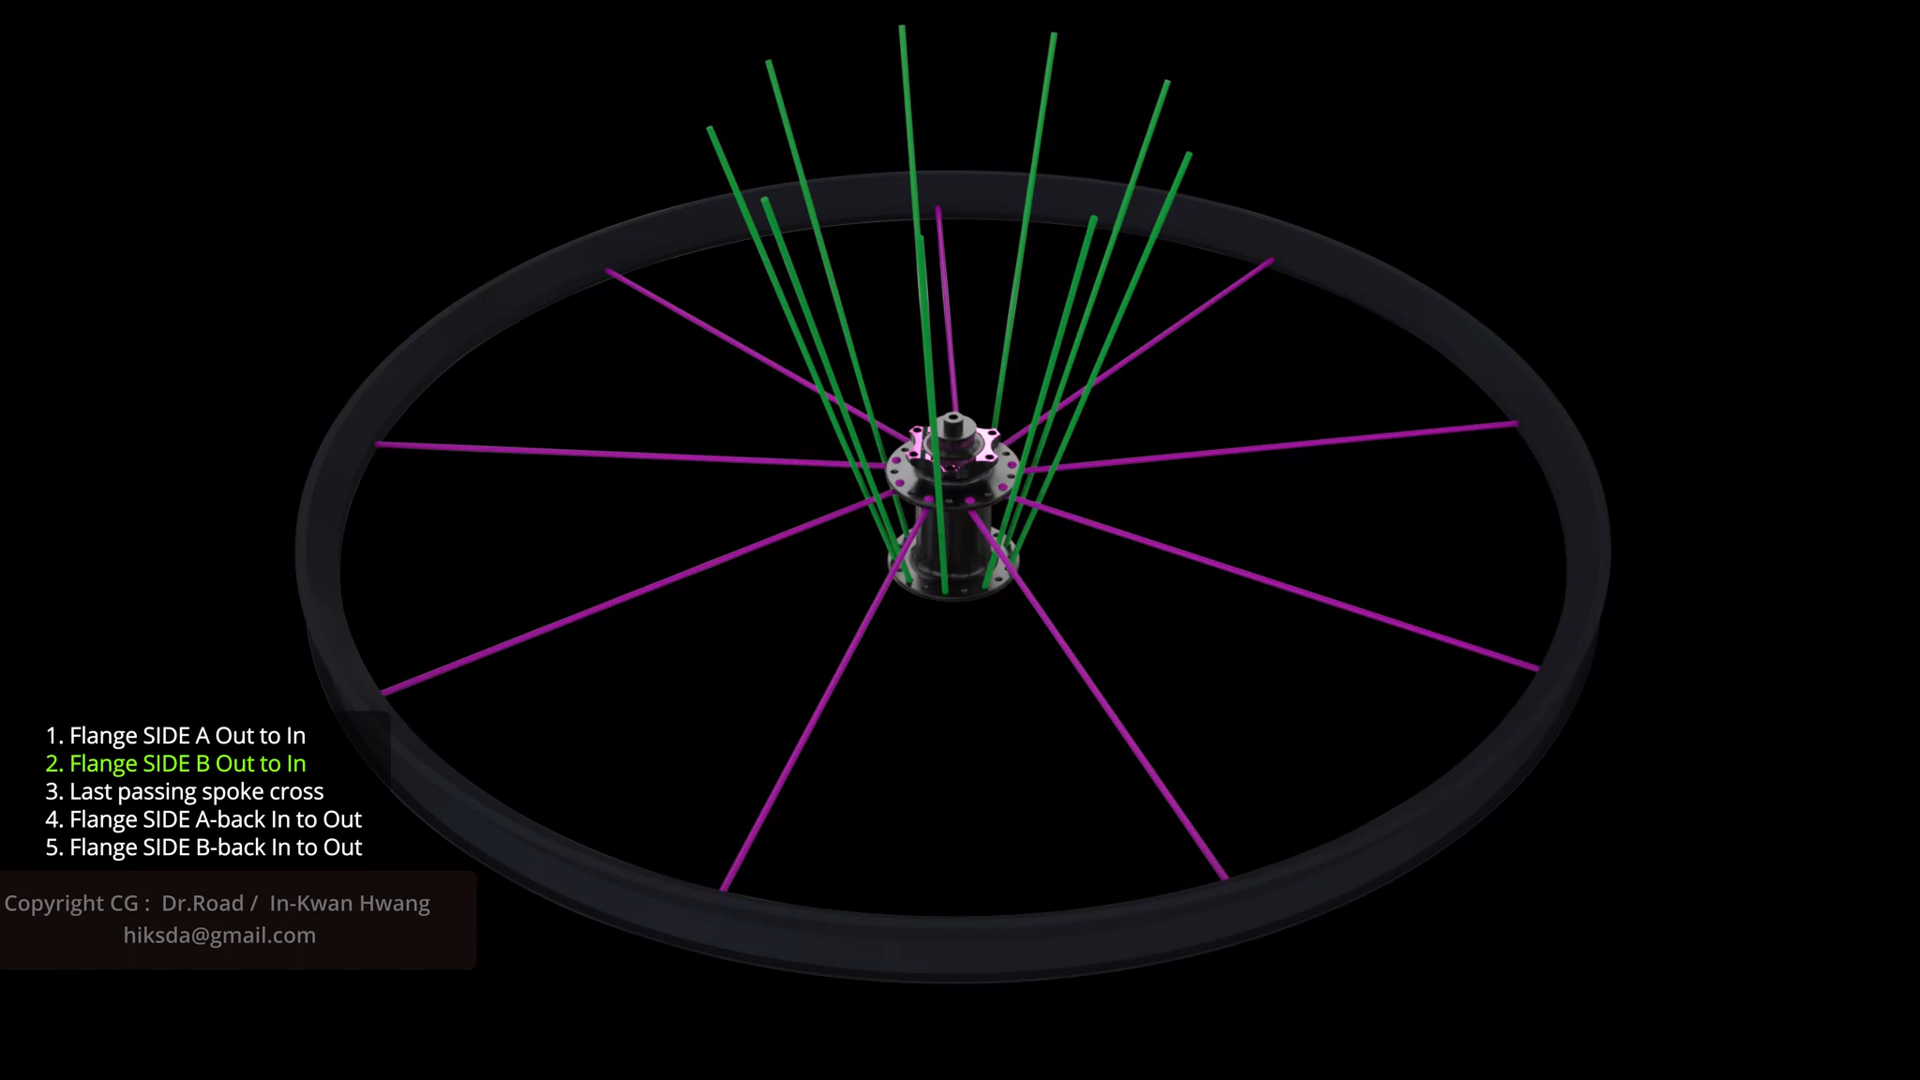 1. Flange SIDE A Out to In
2. Flange SIDE B Out to In
3. Last passing spoke cross
4. Flange SIDE A-back In to Out
5. Flange SIDE B-back In to Out
Copyright CG : Dr.Road / In-Kwan Hwang
hiksda@gmail.com